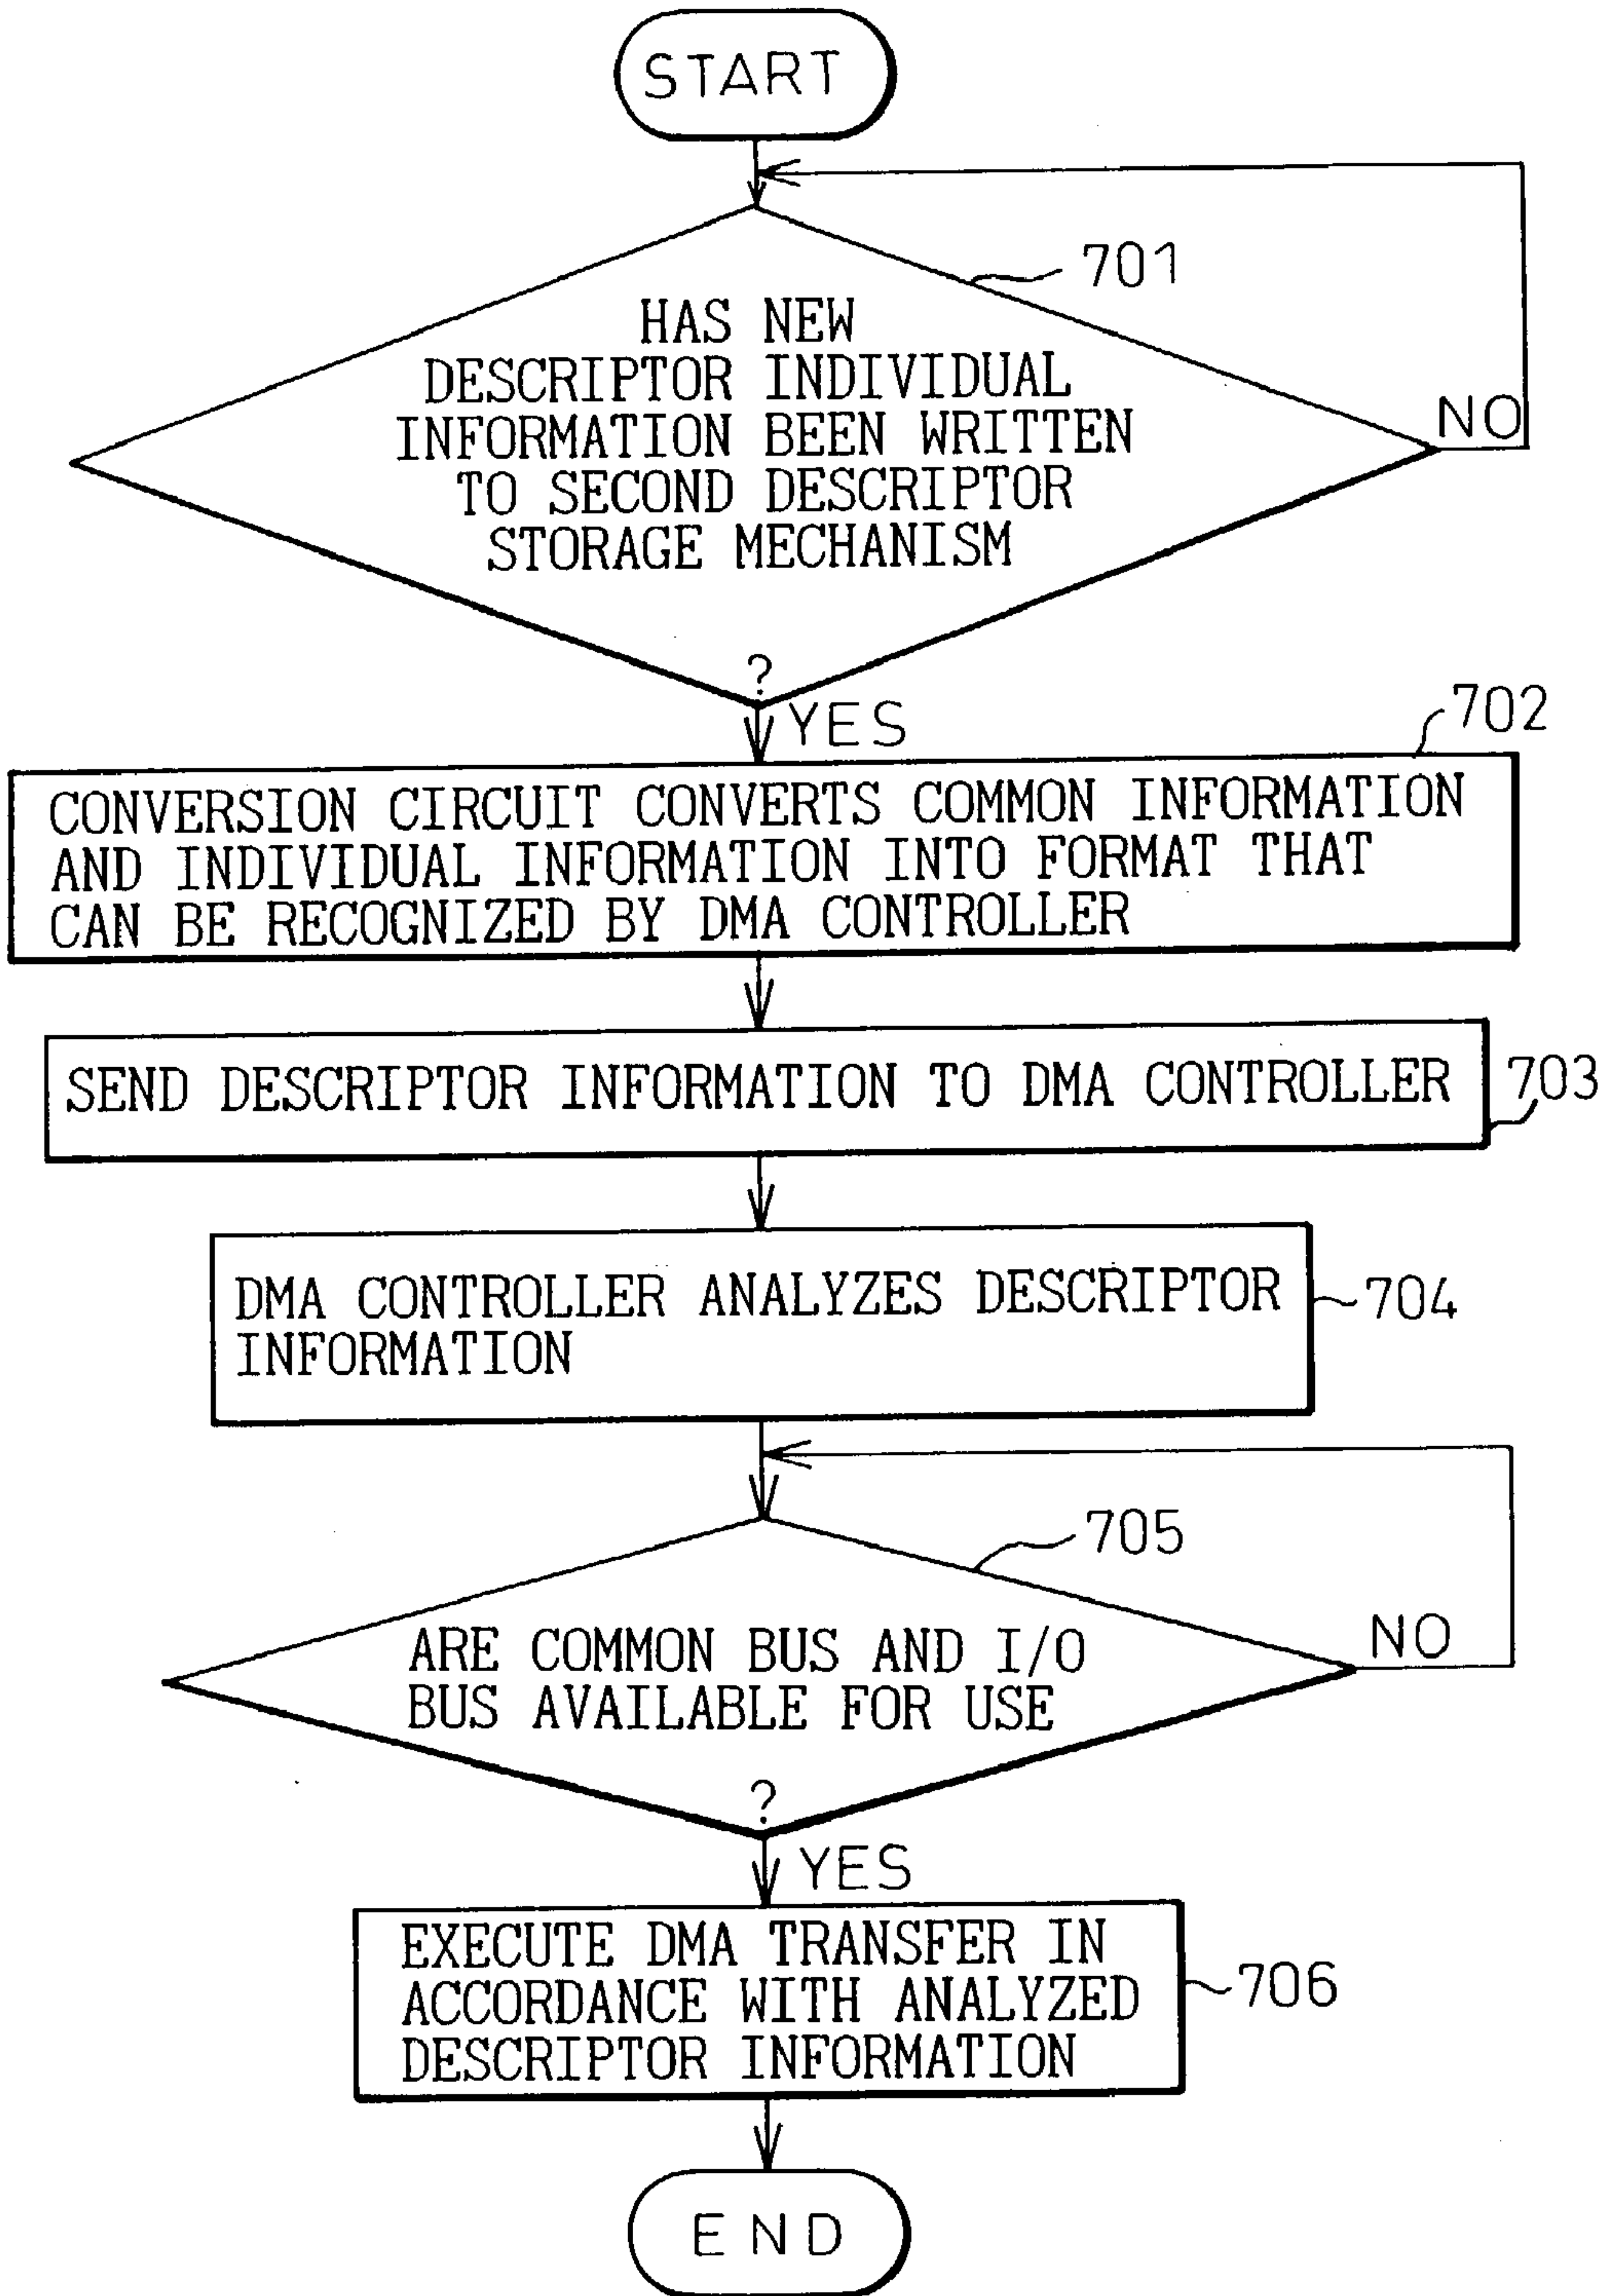 START
701
HAS NEW
DESCRIPTOR INDIVIDUAL
INFORMATION BEEN WRITTEN
TO SECOND DESCRIPTOR
STORAGE MECHANISM
?
NO
YES
702
CONVERSION CIRCUIT CONVERTS COMMON INFORMATION
AND INDIVIDUAL INFORMATION INTO FORMAT THAT
CAN BE RECOGNIZED BY DMA CONTROLLER
SEND DESCRIPTOR INFORMATION TO DMA CONTROLLER
703
DMA CONTROLLER ANALYZES DESCRIPTOR
INFORMATION
704
705
ARE COMMON BUS AND I/O
BUS AVAILABLE FOR USE
?
NO
YES
EXECUTE DMA TRANSFER IN
ACCORDANCE WITH ANALYZED
DESCRIPTOR INFORMATION
706
END